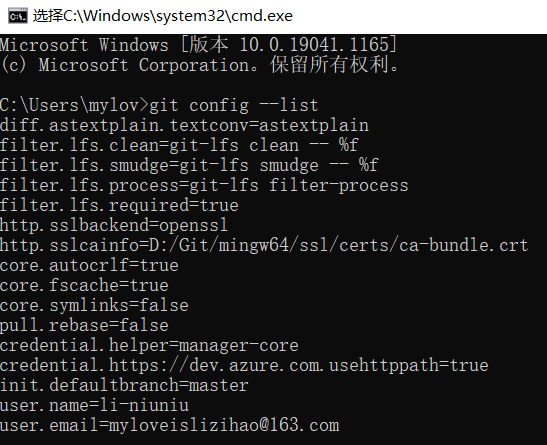 选择C:\Windows\system32\cmd.exe
Microsoft Windows [版本 10.0.19041.1165]
(c) Microsoft Corporation。保留所有权利。
C:\Users\mylov>git config --list
diff.astextplain.textconv=astextplain
filter.lfs.clean=git-lfs clean -- %f
filter.lfs.smudge=git-lfs smudge -- %f
filter.lfs.process=git-lfs filter-process
filter.lfs.required=true
http.sslbackend=openssl
http.sslcainfo=D:/Git/mingw64/ssl/certs/ca-bundle.crt
core.autocrlf=true
core.fscache=true
core.symlinks=false
pull.rebase=false
credential.helper=manager-core
credential.https://dev.azure.com.usehttppath=true
init.defaultbranch=master
user.name=li-niuniu
user.email=myloveislizihao@163.com